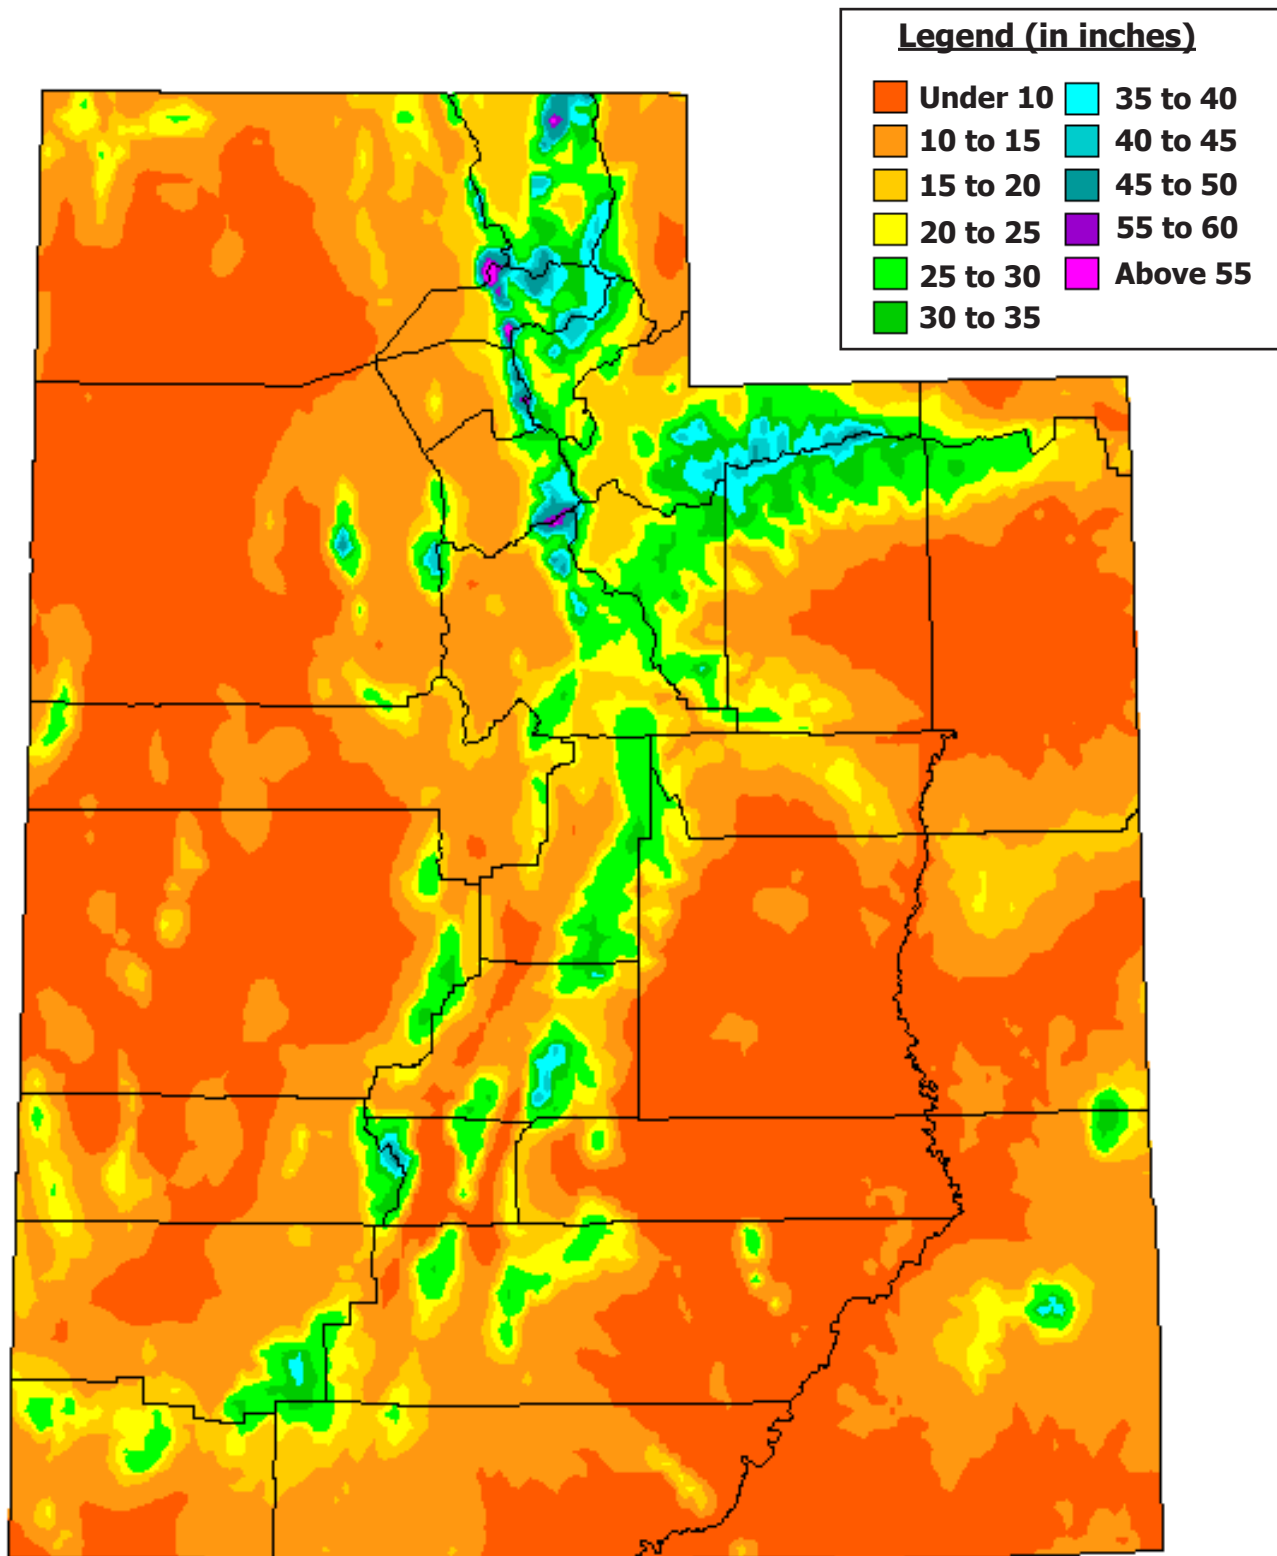 Legend (in inches)
Under 10
10 to 15
15 to 20
20 to 25
25 to 30
30 to 35
35 to 40
40 to 45
45 to 50
55 to 60
Above 55